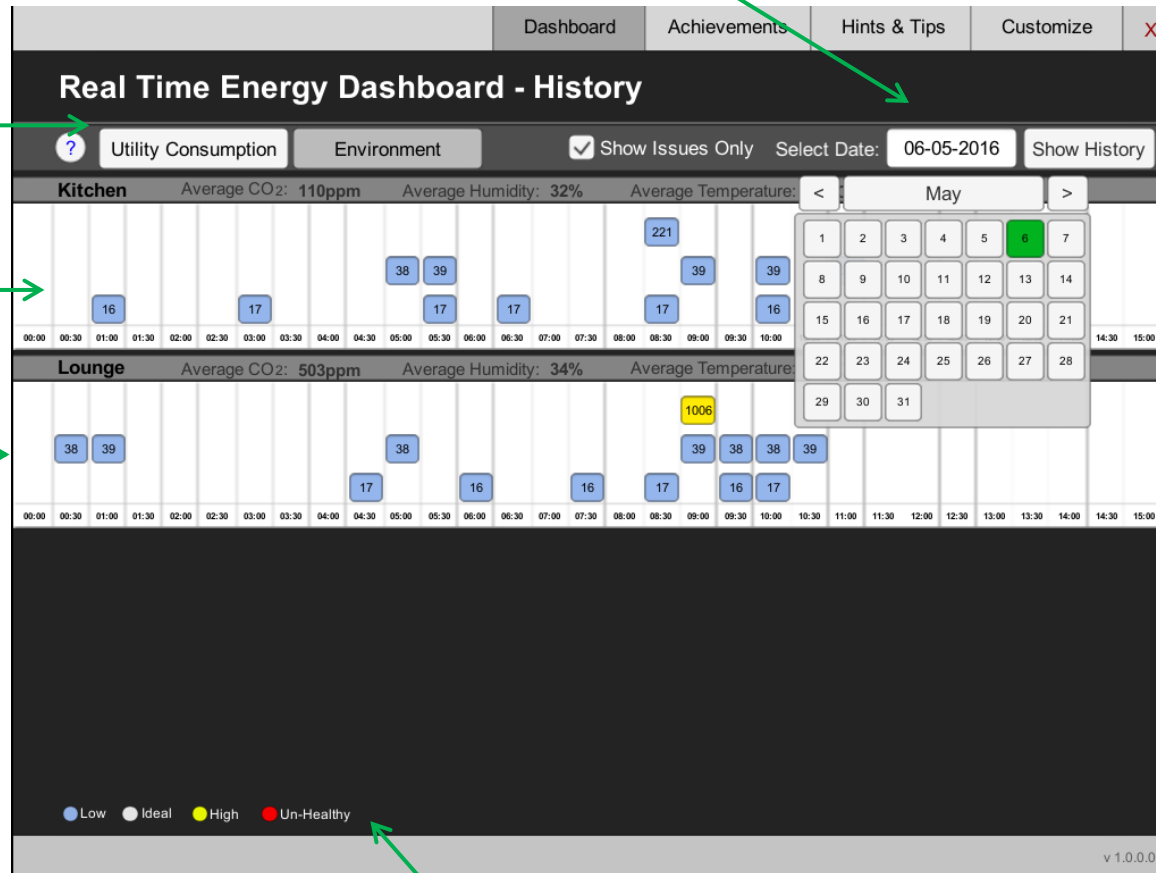 Dashboard Achievements Hints & Tips Customize X
Real Time Energy Dashboard - History
? Utility Consumption Environment Show Issues Only Select Date: 06-05-2016 Show History
Kitchen Average CO2: 110ppm Average Humidity: 32% Average Temperature:
< May >
1 2 3 4 5 6 7
8 9 10 11 12 13 14
15 16 17 18 19 20 21
22 23 24 25 26 27 28
29 30 31
221
38 39 39 39
16 17 17 17 17 16
00:00 00:30 01:00 01:30 02:00 02:30 03:00 03:30 04:00 04:30 05:00 05:30 06:00 06:30 07:00 07:30 08:00 08:30 09:00 09:30 10:00 14:30 15:00
Lounge Average CO2: 503ppm Average Humidity: 34% Average Temperature:
1006
38 39 38 39 38 38 39
17 16 16 17 16 17
00:00 00:30 01:00 01:30 02:00 02:30 03:00 03:30 04:00 04:30 05:00 05:30 06:00 06:30 07:00 07:30 08:00 08:30 09:00 09:30 10:00 10:30 11:00 11:30 12:00 12:30 13:00 13:30 14:00 14:30 15:00
Low Ideal High Un-Healthy
v 1.0.0.0